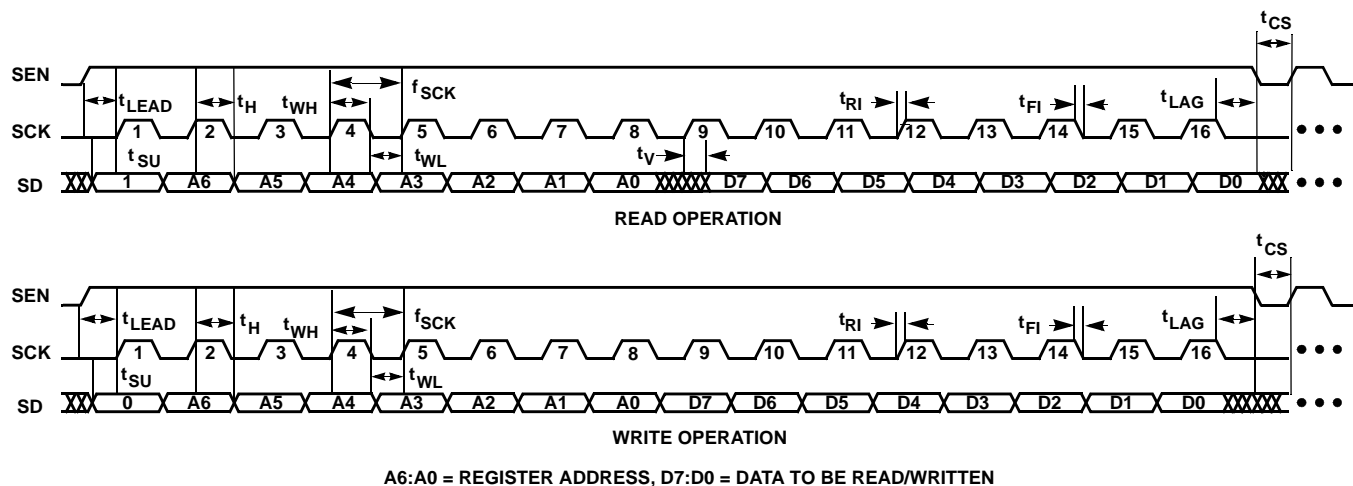 tCS
SEN
tLEAD tH tWH fSCK tRI tFI tLAG
SCK 1 2 3 4 5 6 7 8 9 10 11 12 13 14 15 16
tSU tWL tV
SD 1 A6 A5 A4 A3 A2 A1 A0 D7 D6 D5 D4 D3 D2 D1 D0
READ OPERATION
tCS
SEN
tLEAD tH tWH fSCK tRI tFI tLAG
SCK 1 2 3 4 5 6 7 8 9 10 11 12 13 14 15 16
tSU tWL
SD 0 A6 A5 A4 A3 A2 A1 A0 D7 D6 D5 D4 D3 D2 D1 D0
WRITE OPERATION
A6:A0 = REGISTER ADDRESS, D7:D0 = DATA TO BE READ/WRITTEN